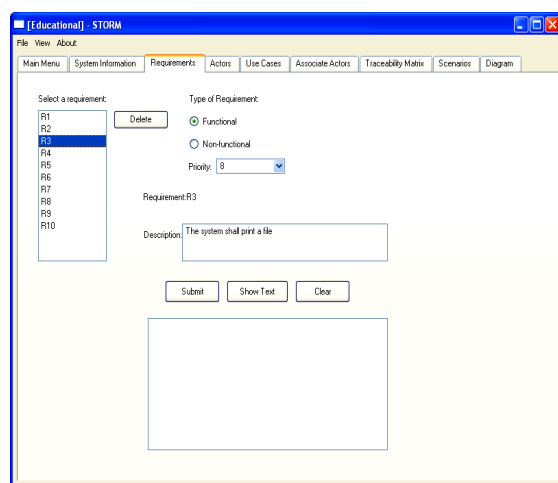 [Educational] - STORM
File View About
Main Menu System Information Requirements Actors Use Cases Associate Actors Traceability Matrix Scenarios Diagram
Select a requirement:
R1
R2
R3
R4
R5
R6
R7
R8
R9
R10
Delete
Type of Requirement:
Functional
Non-functional
Priority: 8
Requirement:R3
Description: The system shall print a file
Submit Show Text Clear